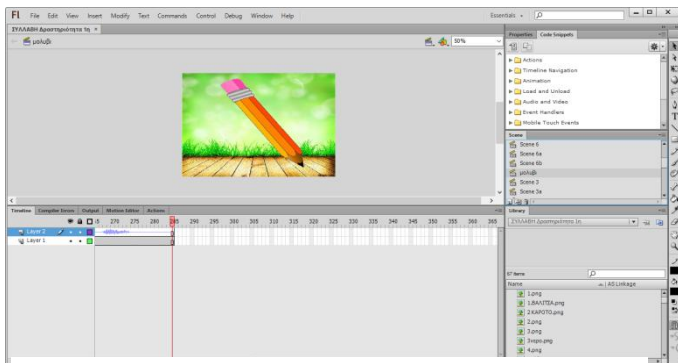 Fl File Edit View Insert Modify Text Commands Control Debug Window Help Essentials
ΣΥΛΛΑΒΗ Δραστηριότητα 1η ×
μολυβι 50%
Properties Code Snippets
Actions
Timeline Navigation
Animation
Load and Unload
Audio and Video
Event Handlers
Mobile Touch Events
Scene
Scene 6
Scene 6a
Scene 6b
μολυβι
Scene 3
Scene 3a
Timeline Compiler Errors Output Motion Editor Actions
270 275 280 285 290 295 300 305 310 315 320 325 330 335 340 345 350 355 360 365
Layer 2
Layer 1
Library
ΣΥΛΛΑΒΗ Δραστηριότητα 1η
67 items
Name AS Linkage
1.png
1.ΒΑΛΙΤΣΑ.png
2.ΚΑΡΟΤΟ.png
2.png
3.png
4.png